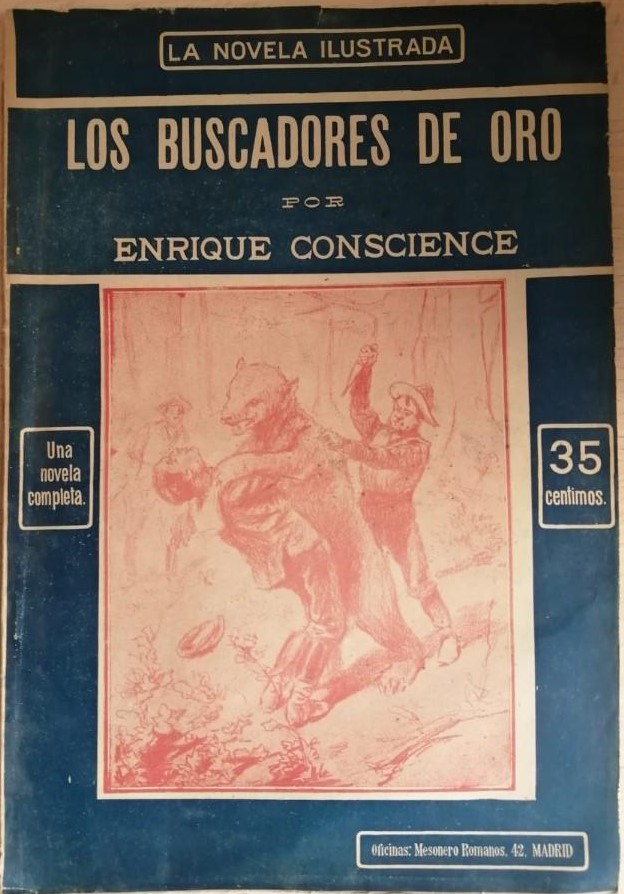 LA NOVELA ILUSTRADA
LOS BUSCADORES DE ORO
POR
ENRIQUE CONSCIENCE
Una
novela
completa.
35
centimos.
Oficinas: Mesonero Romanos, 42, MADRID